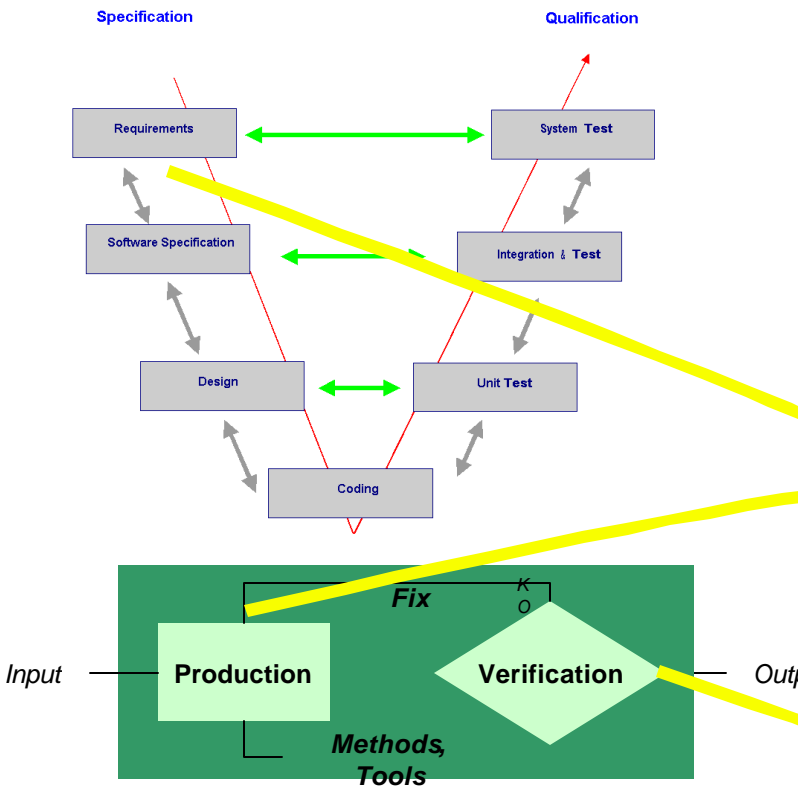 Specification
Qualification
Requirements
System Test
Software Specification
Integration & Test
Design
Unit Test
Coding
K
O
Fix
Input
Production
Verification
Outp
Methods,
Tools